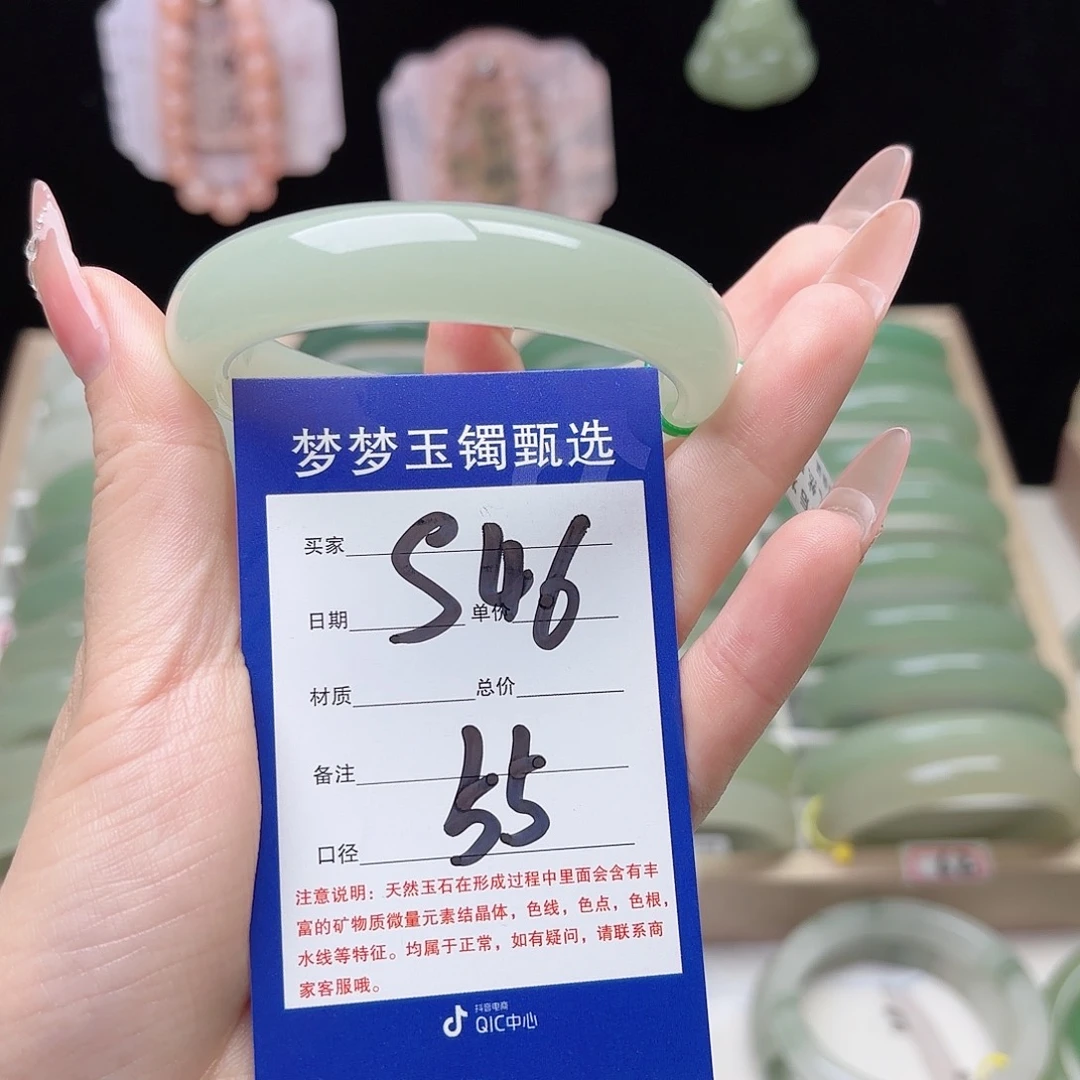 梦梦玉镯甄选
买家
S46
日期 单价
材质 总价
备注
55
口径
注意说明：天然玉石在形成过程中里面会含有丰
富的矿物质微量元素结晶体，色线，色点，色根，
水线等特征。均属于正常，如有疑问，请联系商
家客服哦。
抖音电商
QIC中心